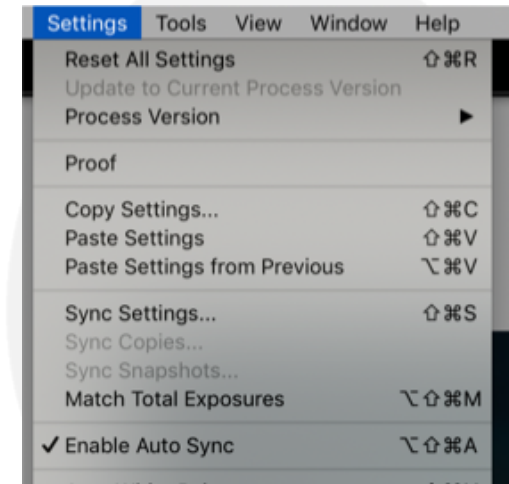 Settings Tools View Window Help
Reset All Settings ⇧⌘R
Update to Current Process Version
Process Version ▶
Proof
Copy Settings... ⇧⌘C
Paste Settings ⇧⌘V
Paste Settings from Previous ⌥⌘V
Sync Settings... ⇧⌘S
Sync Copies...
Sync Snapshots...
Match Total Exposures ⌥⇧⌘M
✓ Enable Auto Sync ⌥⇧⌘A